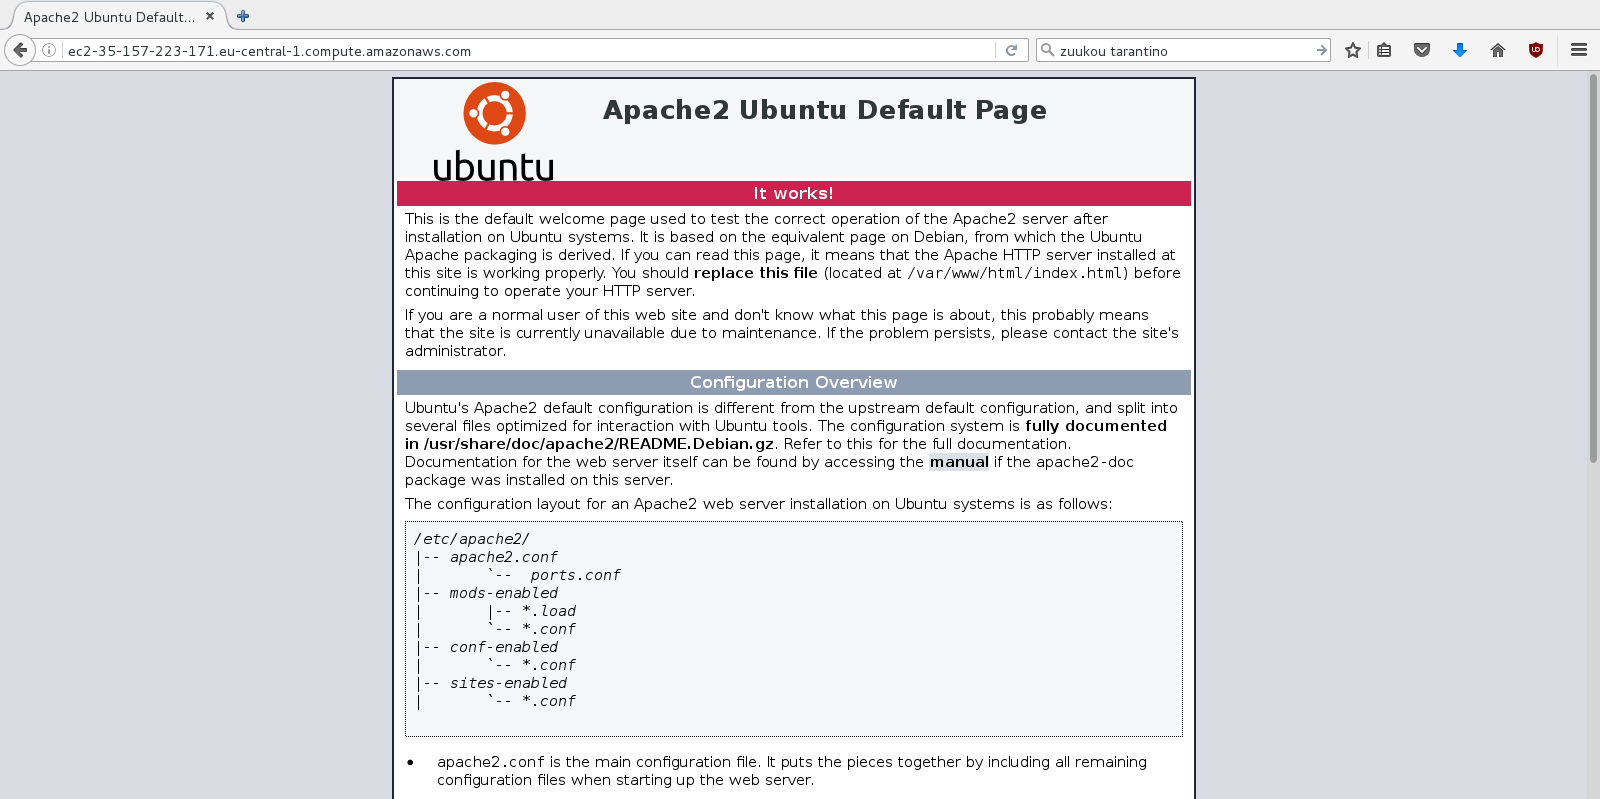 Apache2 Ubuntu Default...
ec2-35-157-223-171.eu-central-1.compute.amazonaws.com
zuukou tarantino
ubuntu
Apache2 Ubuntu Default Page
It works!
This is the default welcome page used to test the correct operation of the Apache2 server after
installation on Ubuntu systems. It is based on the equivalent page on Debian, from which the Ubuntu
Apache packaging is derived. If you can read this page, it means that the Apache HTTP server installed at
this site is working properly. You should replace this file (located at /var/www/html/index.html) before
continuing to operate your HTTP server.
If you are a normal user of this web site and don't know what this page is about, this probably means
that the site is currently unavailable due to maintenance. If the problem persists, please contact the site's
administrator.
Configuration Overview
Ubuntu's Apache2 default configuration is different from the upstream default configuration, and split into
several files optimized for interaction with Ubuntu tools. The configuration system is fully documented
in /usr/share/doc/apache2/README.Debian.gz. Refer to this for the full documentation.
Documentation for the web server itself can be found by accessing the manual if the apache2-doc
package was installed on this server.
The configuration layout for an Apache2 web server installation on Ubuntu systems is as follows:
/etc/apache2/
|-- apache2.conf
|       `--  ports.conf
|-- mods-enabled
|       |-- *.load
|       `-- *.conf
|-- conf-enabled
|       `-- *.conf
|-- sites-enabled
|       `-- *.conf
• apache2.conf is the main configuration file. It puts the pieces together by including all remaining
configuration files when starting up the web server.